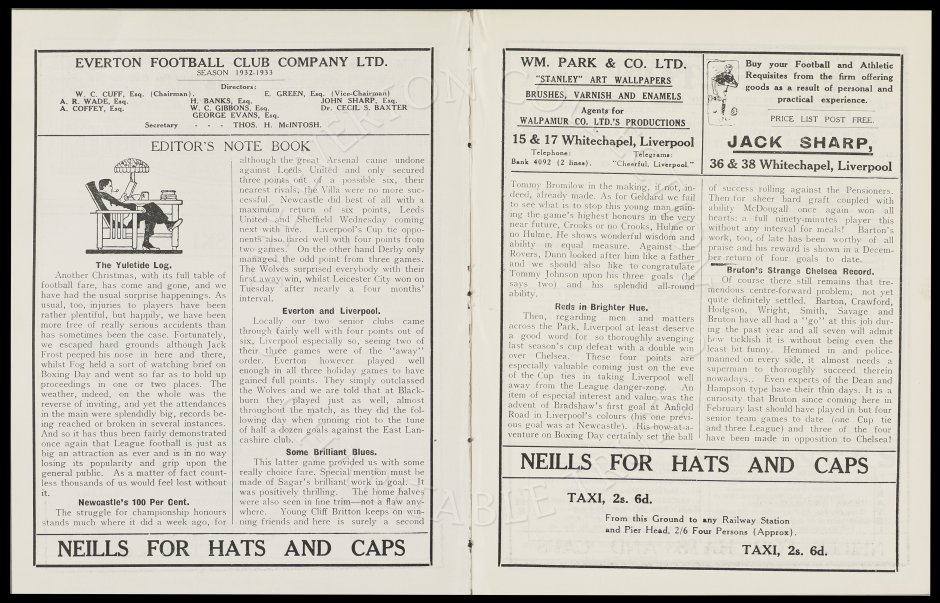 EVERTON FOOTBALL CLUB COMPANY LTD.
SEASON 1932-1933
Directors:
W. C. CUFF, Esq. (Chairman). E. GREEN, Esq. (Vice-Chairman)
A. R. WADE, Esq. H. BANKS, Esq. JOHN SHARP, Esq.
A. COFFEY, Esq. W. C. GIBBONS, Esq. Dr. CECIL S. BAXTER
GEORGE EVANS, Esq.
Secretary - - - THOS. H. McINTOSH.
EDITOR'S NOTE BOOK
The Yuletide Log.
Another Christmas, with its full table of
football fare, has come and gone, and we
have had the usual surprise happenings. As
usual, too, injuries to players have been
rather plentiful, but happily, we have been
more free of really serious accidents than
has sometimes been the case. Fortunately,
we escaped hard grounds although Jack
Frost peeped his nose in here and there,
whilst Fog held a sort of watching brief on
Boxing Day and went so far as to hold up
proceedings in one or two places. The
weather, indeed, on the whole was the
reverse of inviting, and yet the attendances
in the main were splendidly big, records be-
ing reached or broken in several instances.
And so it has thus been fairly demonstrated
once again that League football is just as
big an attraction as ever and is in no way
losing its popularity and grip upon the
general public. As a matter of fact count-
less thousands of us would feel lost without
it.
Newcastle's 100 Per Cent.
The struggle for championship honours
stands much where it did a week ago, for
although the great Arsenal came undone
against Leeds United and only secured
three points out of a possible six, their
nearest rivals, the Villa were no more suc-
cessful. Newcastle did best of all with a
maximum return of six points, Leeds
United and Sheffield Wednesday coming
next with five. Liverpool's Cup tie oppo-
nents also fared well with four points from
two games. On the other hand Derby only
managed the odd point from three games.
The Wolves surprised everybody with their
first away win, whilst Leicester City won on
Tuesday after nearly a four months'
interval.
Everton and Liverpool.
Locally our two senior clubs came
through fairly well with four points out of
six, Liverpool especially so, seeing two of
their three games were of the "away"
order. Everton however played well
enough in all three holiday games to have
gained full points. They simply outclassed
the Wolves and we are told that at Black-
burn they played just as well, almost
throughout the match, as they did the fol-
lowing day when running riot to the tune
of half a dozen goals against the East Lan-
cashire club.
Some Brilliant Blues.
This latter game provided us with some
really choice fare. Special mention must be
made of Sagar's brilliant work in goal. It
was positively thrilling. The home halves
were also seen in fine trim—not a flaw any-
where. Young Cliff Britton keeps on win-
ning friends and here is surely a second
NEILLS FOR HATS AND CAPS
WM. PARK & CO. LTD.
"STANLEY" ART WALLPAPERS
BRUSHES, VARNISH AND ENAMELS
Agents for
WALPAMUR CO. LTD.'S PRODUCTIONS
15 & 17 Whitechapel, Liverpool
Telephone: Telegrams:
Bank 4092 (2 lines). "Cheerful, Liverpool."
Buy your Football and Athletic
Requisites from the firm offering
goods as a result of personal and
practical experience.
PRICE LIST POST FREE.
JACK SHARP,
36 & 38 Whitechapel, Liverpool
Tommy Bromilow in the making, if not, in-
deed, already made. As for Geldard we fail
to see what is to stop this young man gain-
ing the game's highest honours in the very
near future, Crooks or no Crooks, Hulme or
no Hulme. He shows wonderful wisdom and
ability in equal measure. Against the
Rovers, Dunn looked after him like a father
and we should also like to congratulate
Tommy Johnson upon his three goals (he
says two) and his splendid all-round
ability.
Reds in Brighter Hue.
Then, regarding men and matters
across the Park, Liverpool at least deserve
a good word for so thoroughly avenging
last season's cup defeat with a double win
over Chelsea. These four points are
especially valuable coming just on the eve
of the Cup ties in taking Liverpool well
away from the League danger-zone. An
item of especial interest and value was the
advent of Bradshaw's first goal at Anfield
Road in Liverpool's colours (his one previ-
ous goal was at Newcastle). His bow-at-a-
venture on Boxing Day certainly set the ball
of success rolling against the Pensioners.
Then for sheer hard graft coupled with
ability McDougall once again won all
hearts: a full ninety-minutes player this
without any interval for meals! Barton's
work, too, of late has been worthy of all
praise and his reward is shown in a Decem-
ber return of four goals to date.
Bruton's Strange Chelsea Record.
Of course there still remains that tre-
mendous centre-forward problem; not yet
quite definitely settled. Barton, Crawford,
Hodgson, Wright, Smith, Savage and
Bruton have all had a "go" at this job dur-
ing the past year and all seven will admit
how ticklish it is without being even the
least bit funny. Hemmed in and police-
manned on every side, it almost needs a
superman to thoroughly succeed therein
nowadays.. Even experts of the Dean and
Hampson type have their thin days. It is a
curiosity that Bruton since coming here in
February last should have played in but four
senior team games to date (one Cup tie
and three League) and three of the four
have been made in opposition to Chelsea!
NEILLS FOR HATS AND CAPS
TAXI, 2s. 6d.
From this Ground to any Railway Station
and Pier Head, 2/6 Four Persons (Approx).
TAXI, 2s. 6d.